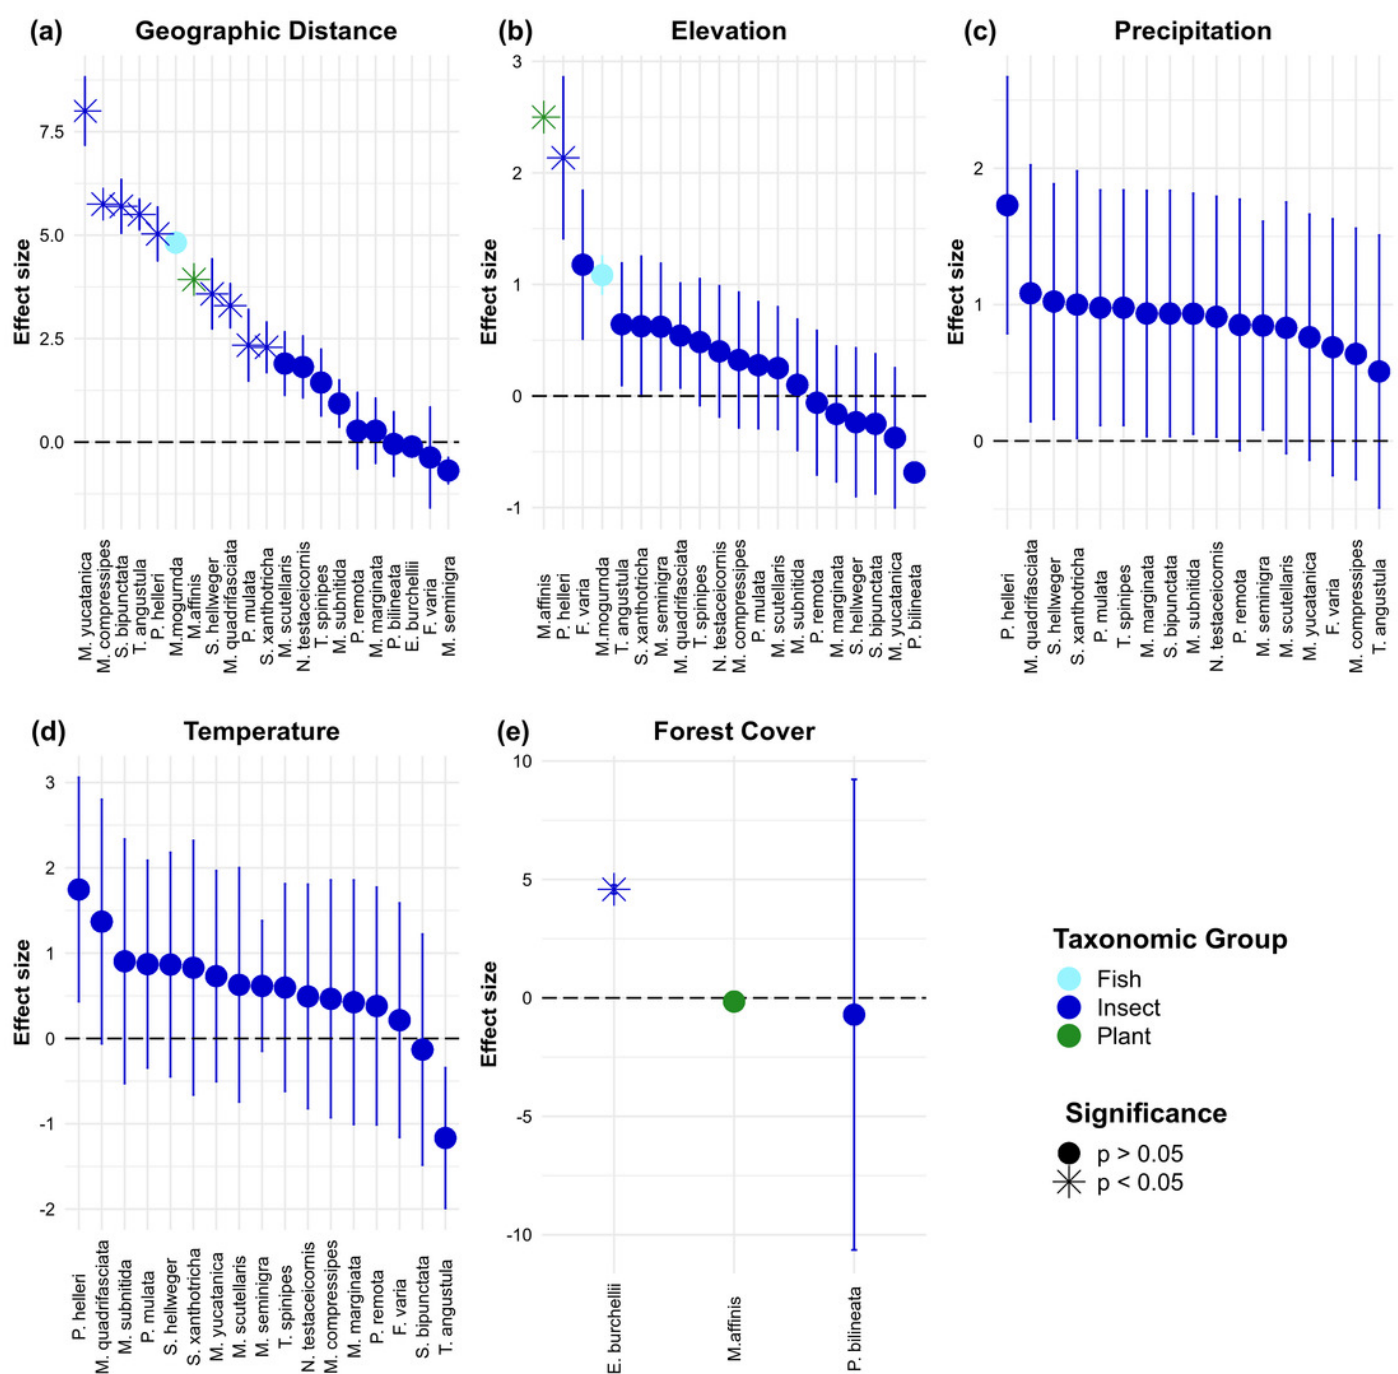 (a) Geographic Distance
Effect size
7.5
5.0
2.5
0.0
M. yucatanica
M. compressipes
S. bipunctata
T. angustula
P. helleri
M.mogurnda
M.affinis
S. hellweger
M. quadrifasciata
P. mulata
S. xanthotricha
M. scutellaris
N. testaceicornis
T. spinipes
M. subnitida
P. remota
M. marginata
P. bilineata
E. burchellii
F. varia
M. seminigra
(b) Elevation
Effect size
3
2
1
0
-1
M.affinis
P. helleri
F. varia
M.mogurnda
T. angustula
S. xanthotricha
M. seminigra
M. quadrifasciata
T. spinipes
N. testaceicornis
M. compressipes
P. mulata
M. scutellaris
M. subnitida
P. remota
M. marginata
S. hellweger
S. bipunctata
M. yucatanica
P. bilineata
(c) Precipitation
Effect size
2
1
0
P. helleri
M. quadrifasciata
S. hellweger
S. xanthotricha
P. mulata
T. spinipes
M. marginata
S. bipunctata
M. subnitida
N. testaceicornis
P. remota
M. seminigra
M. scutellaris
M. yucatanica
F. varia
M. compressipes
T. angustula
(d) Temperature
Effect size
3
2
1
0
-1
-2
P. helleri
M. quadrifasciata
M. subnitida
P. mulata
S. hellweger
S. xanthotricha
M. yucatanica
M. scutellaris
M. seminigra
T. spinipes
N. testaceicornis
M. compressipes
M. marginata
P. remota
F. varia
S. bipunctata
T. angustula
(e) Forest Cover
Effect size
10
5
0
-5
-10
E. burchellii
M.affinis
P. bilineata
Taxonomic Group
Fish
Insect
Plant
Significance
p > 0.05
p < 0.05